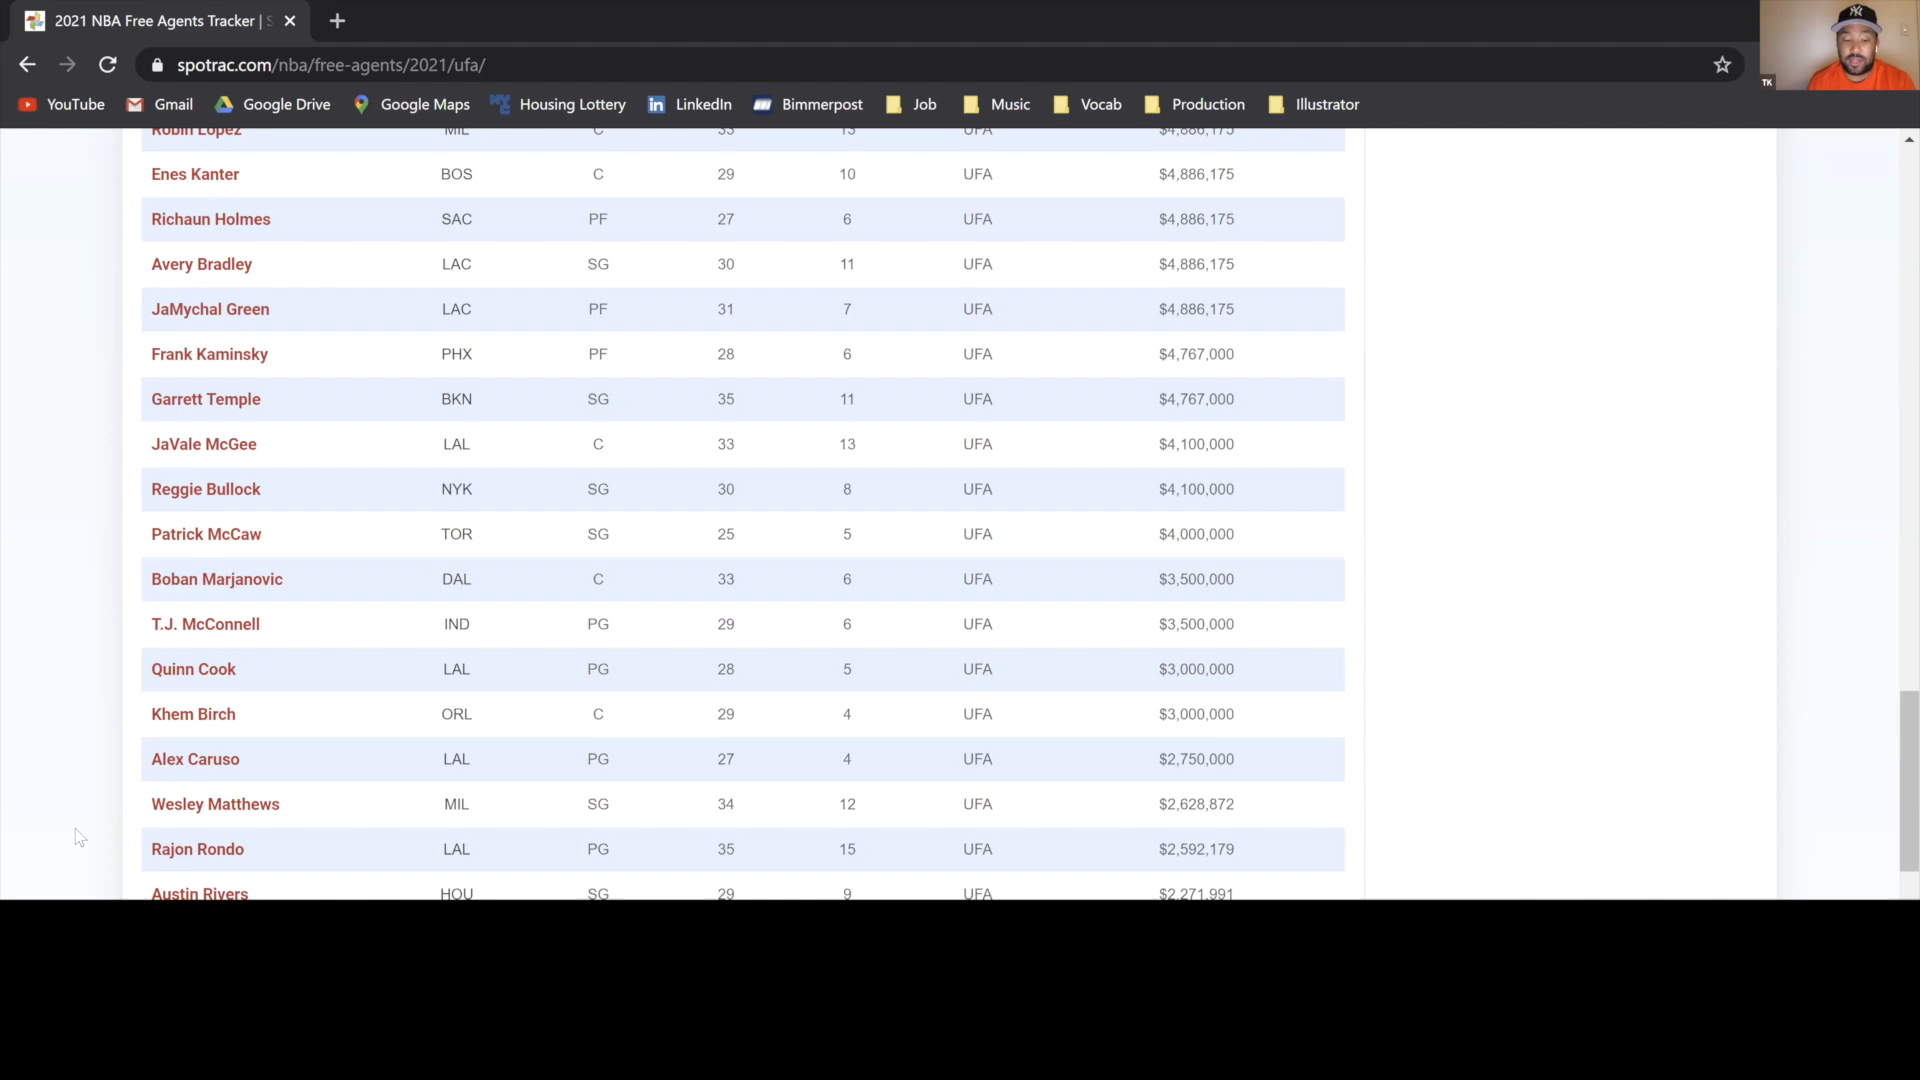 2021 NBA Free Agents Tracker | S
spotrac.com/nba/free-agents/2021/ufa/
TK
YouTube Gmail Google Drive Google Maps Housing Lottery LinkedIn Bimmerpost Job Music Vocab Production Illustrator
Robin Lopez MIL C 33 13 UFA $4,886,175
Enes Kanter BOS C 29 10 UFA $4,886,175
Richaun Holmes SAC PF 27 6 UFA $4,886,175
Avery Bradley LAC SG 30 11 UFA $4,886,175
JaMychal Green LAC PF 31 7 UFA $4,886,175
Frank Kaminsky PHX PF 28 6 UFA $4,767,000
Garrett Temple BKN SG 35 11 UFA $4,767,000
JaVale McGee LAL C 33 13 UFA $4,100,000
Reggie Bullock NYK SG 30 8 UFA $4,100,000
Patrick McCaw TOR SG 25 5 UFA $4,000,000
Boban Marjanovic DAL C 33 6 UFA $3,500,000
T.J. McConnell IND PG 29 6 UFA $3,500,000
Quinn Cook LAL PG 28 5 UFA $3,000,000
Khem Birch ORL C 29 4 UFA $3,000,000
Alex Caruso LAL PG 27 4 UFA $2,750,000
Wesley Matthews MIL SG 34 12 UFA $2,628,872
Rajon Rondo LAL PG 35 15 UFA $2,592,179
Austin Rivers HOU SG 29 9 UFA $2,271,991